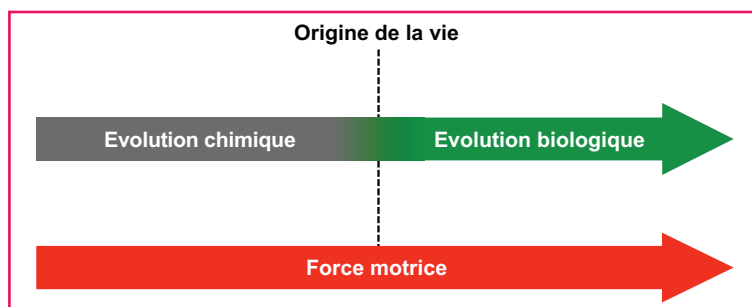 Origine de la vie
Evolution chimique
Evolution biologique
Force motrice